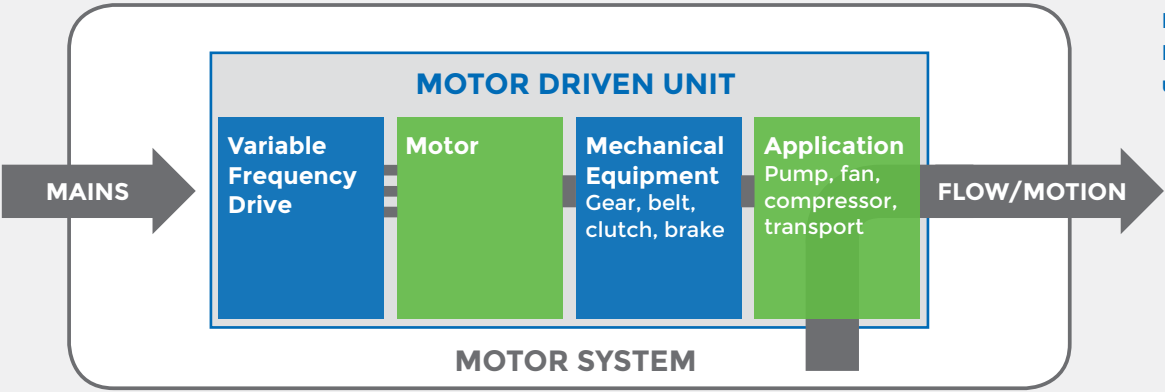 MOTOR DRIVEN UNIT
Variable
Frequency
Drive
Motor
Mechanical
Equipment
Gear, belt,
clutch, brake
Application
Pump, fan,
compressor,
transport
MAINS
FLOW/MOTION
MOTOR SYSTEM